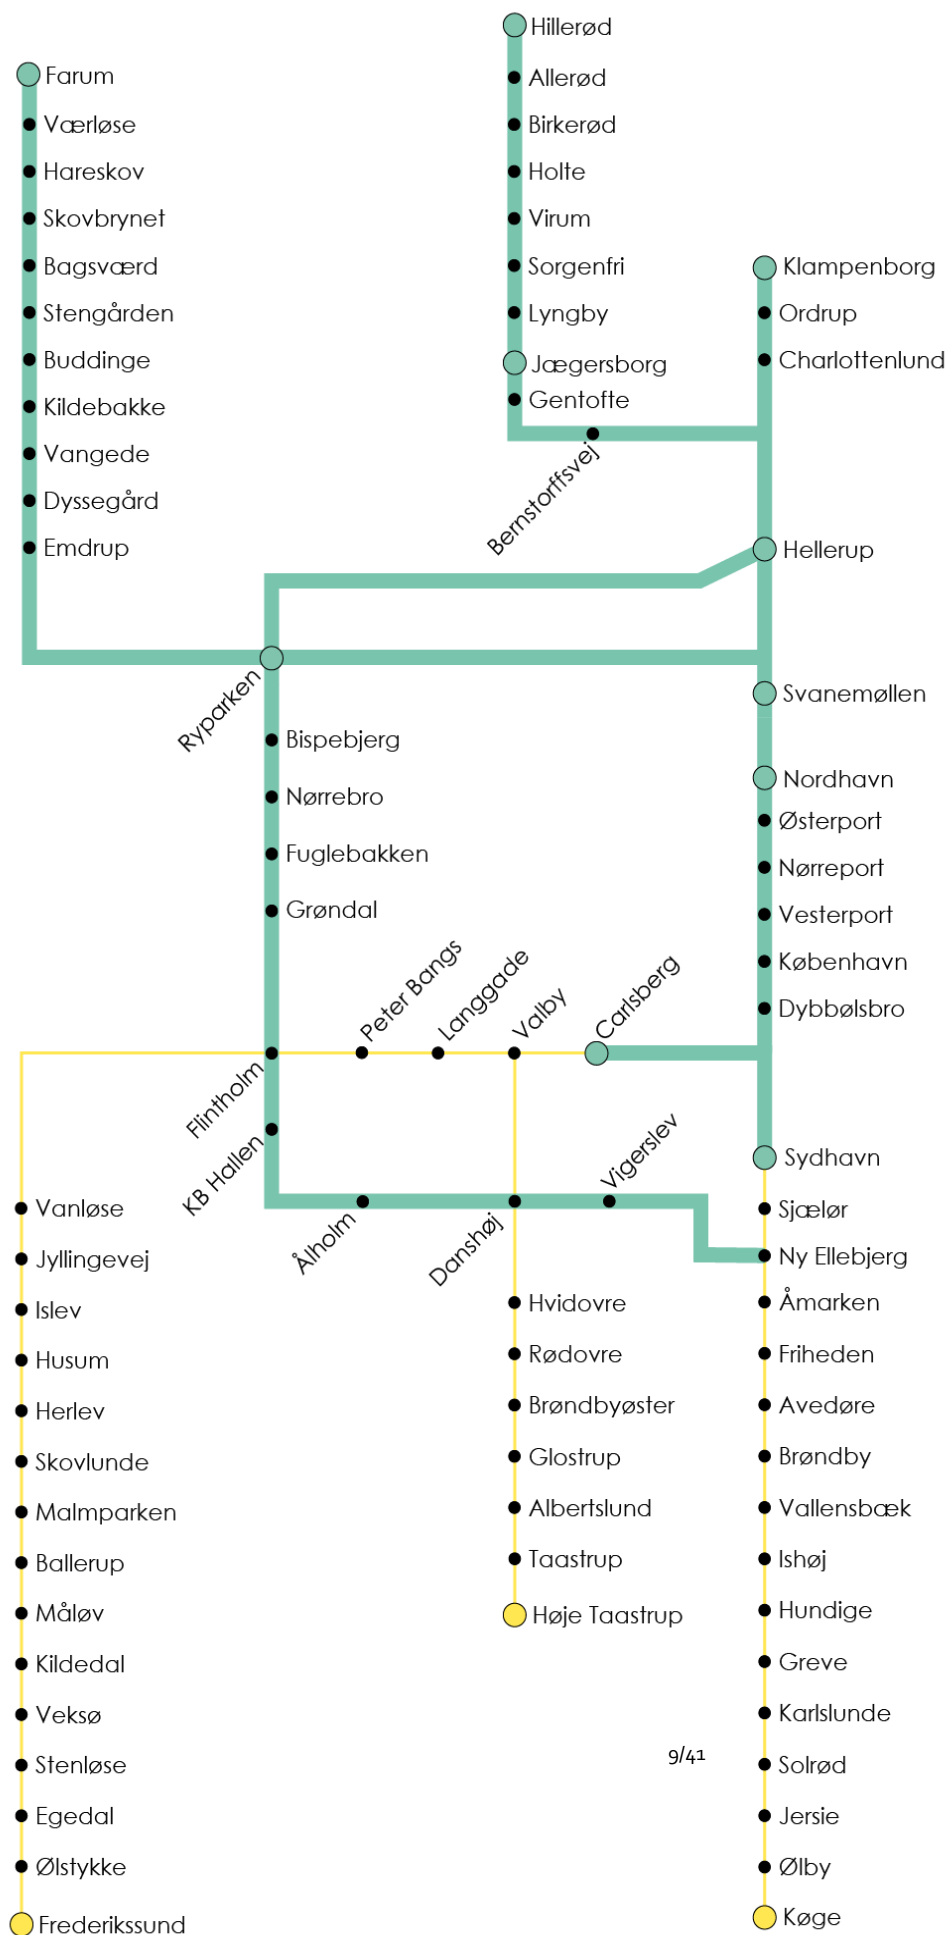 Hillerød
Allerød
Birkerød
Holte
Virum
Sorgenfri
Lyngby
Jægersborg
Gentofte
Bernstorffsvej
Farum
Værløse
Hareskov
Skovbrynet
Bagsværd
Stengården
Buddinge
Kildebakke
Vangede
Dyssegård
Emdrup
Klampenborg
Ordrup
Charlottenlund
Hellerup
Svanemøllen
Nordhavn
Østerport
Nørreport
Vesterport
København
Dybbølsbro
Ryparken
Bispebjerg
Nørrebro
Fuglebakken
Grøndal
Flintholm
KB Hallen
Peter Bangs
Langgade
Valby
Carlsberg
Ålholm
Danshøj
Vigerslev
Sydhavn
Sjælør
Ny Ellebjerg
Åmarken
Friheden
Avedøre
Brøndby
Vallensbæk
Ishøj
Hundige
Greve
Karlslunde
Solrød
Jersie
Ølby
Køge
Hvidovre
Rødovre
Brøndbyøster
Glostrup
Albertslund
Taastrup
Høje Taastrup
Vanløse
Jyllingevej
Islev
Husum
Herlev
Skovlunde
Malmparken
Ballerup
Måløv
Kildedal
Veksø
Stenløse
Egedal
Ølstykke
Frederikssund
9/41